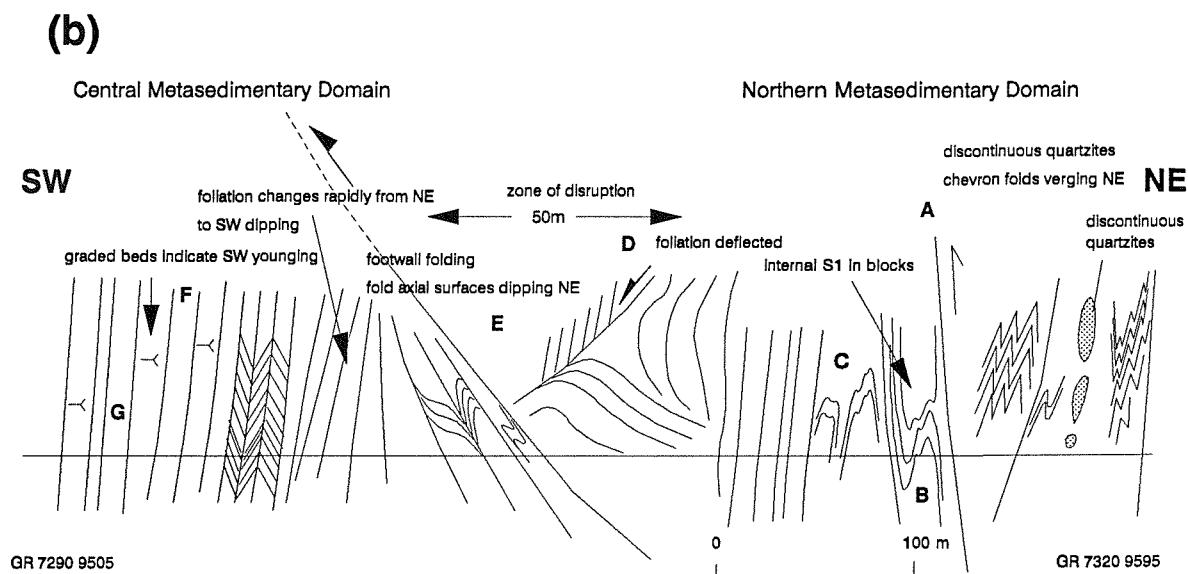 (b)
Central Metasedimentary Domain
Northern Metasedimentary Domain
SW
NE
discontinuous quartzites
chevron folds verging NE
A
discontinuous
quartzites
foliation changes rapidly from NE
to SW dipping
zone of disruption
50m
D
foliation deflected
graded beds indicate SW younging
F
footwall folding
fold axial surfaces dipping NE
internal S1 in blocks
E
C
G
B
0
100 m
GR 7290 9505
GR 7320 9595